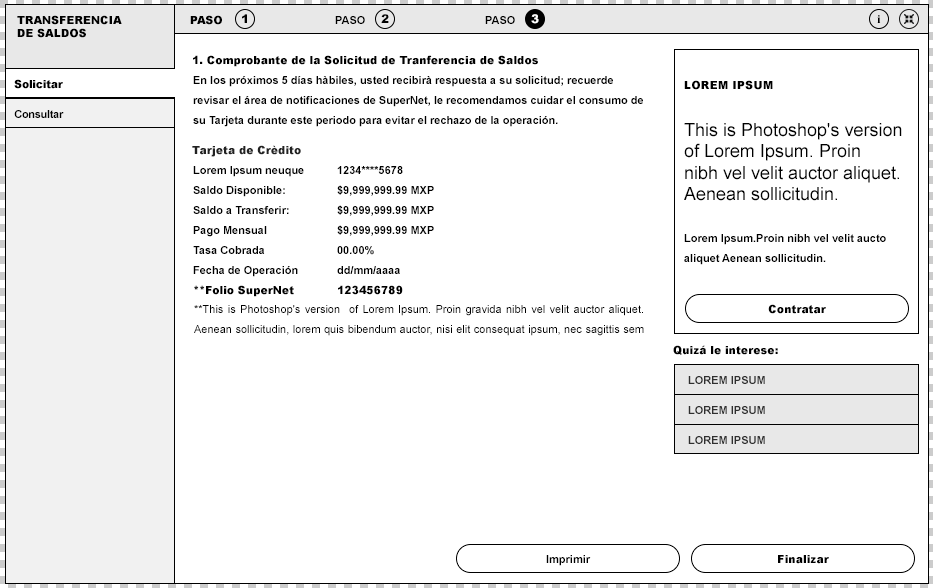 TRANSFERENCIA
DE SALDOS
PASO 1
PASO 2
PASO 3
i
Solicitar
Consultar
1. Comprobante de la Solicitud de Tranferencia de Saldos
En los próximos 5 días hàbiles, usted recibirà respuesta a su solicitud; recuerde
revisar el área de notificaciones de SuperNet, le recomendamos cuidar el consumo de
su Tarjeta durante este periodo para evitar el rechazo de la operación.
Tarjeta de Crédito
Lorem Ipsum neuque 1234****5678
Saldo Disponible: $9,999,999.99 MXP
Saldo a Transferir: $9,999,999.99 MXP
Pago Mensual $9,999,999.99 MXP
Tasa Cobrada 00.00%
Fecha de Operación dd/mm/aaaa
**Folio SuperNet 123456789
**This is Photoshop's version of Lorem Ipsum. Proin gravida nibh vel velit auctor aliquet.
Aenean sollicitudin, lorem quis bibendum auctor, nisi elit consequat ipsum, nec sagittis sem
LOREM IPSUM
This is Photoshop's version
of Lorem Ipsum. Proin
nibh vel velit auctor aliquet.
Aenean sollicitudin.
Lorem Ipsum.Proin nibh vel velit aucto
aliquet Aenean sollicitudin.
Contratar
Quizá le interese:
LOREM IPSUM
LOREM IPSUM
LOREM IPSUM
Imprimir
Finalizar